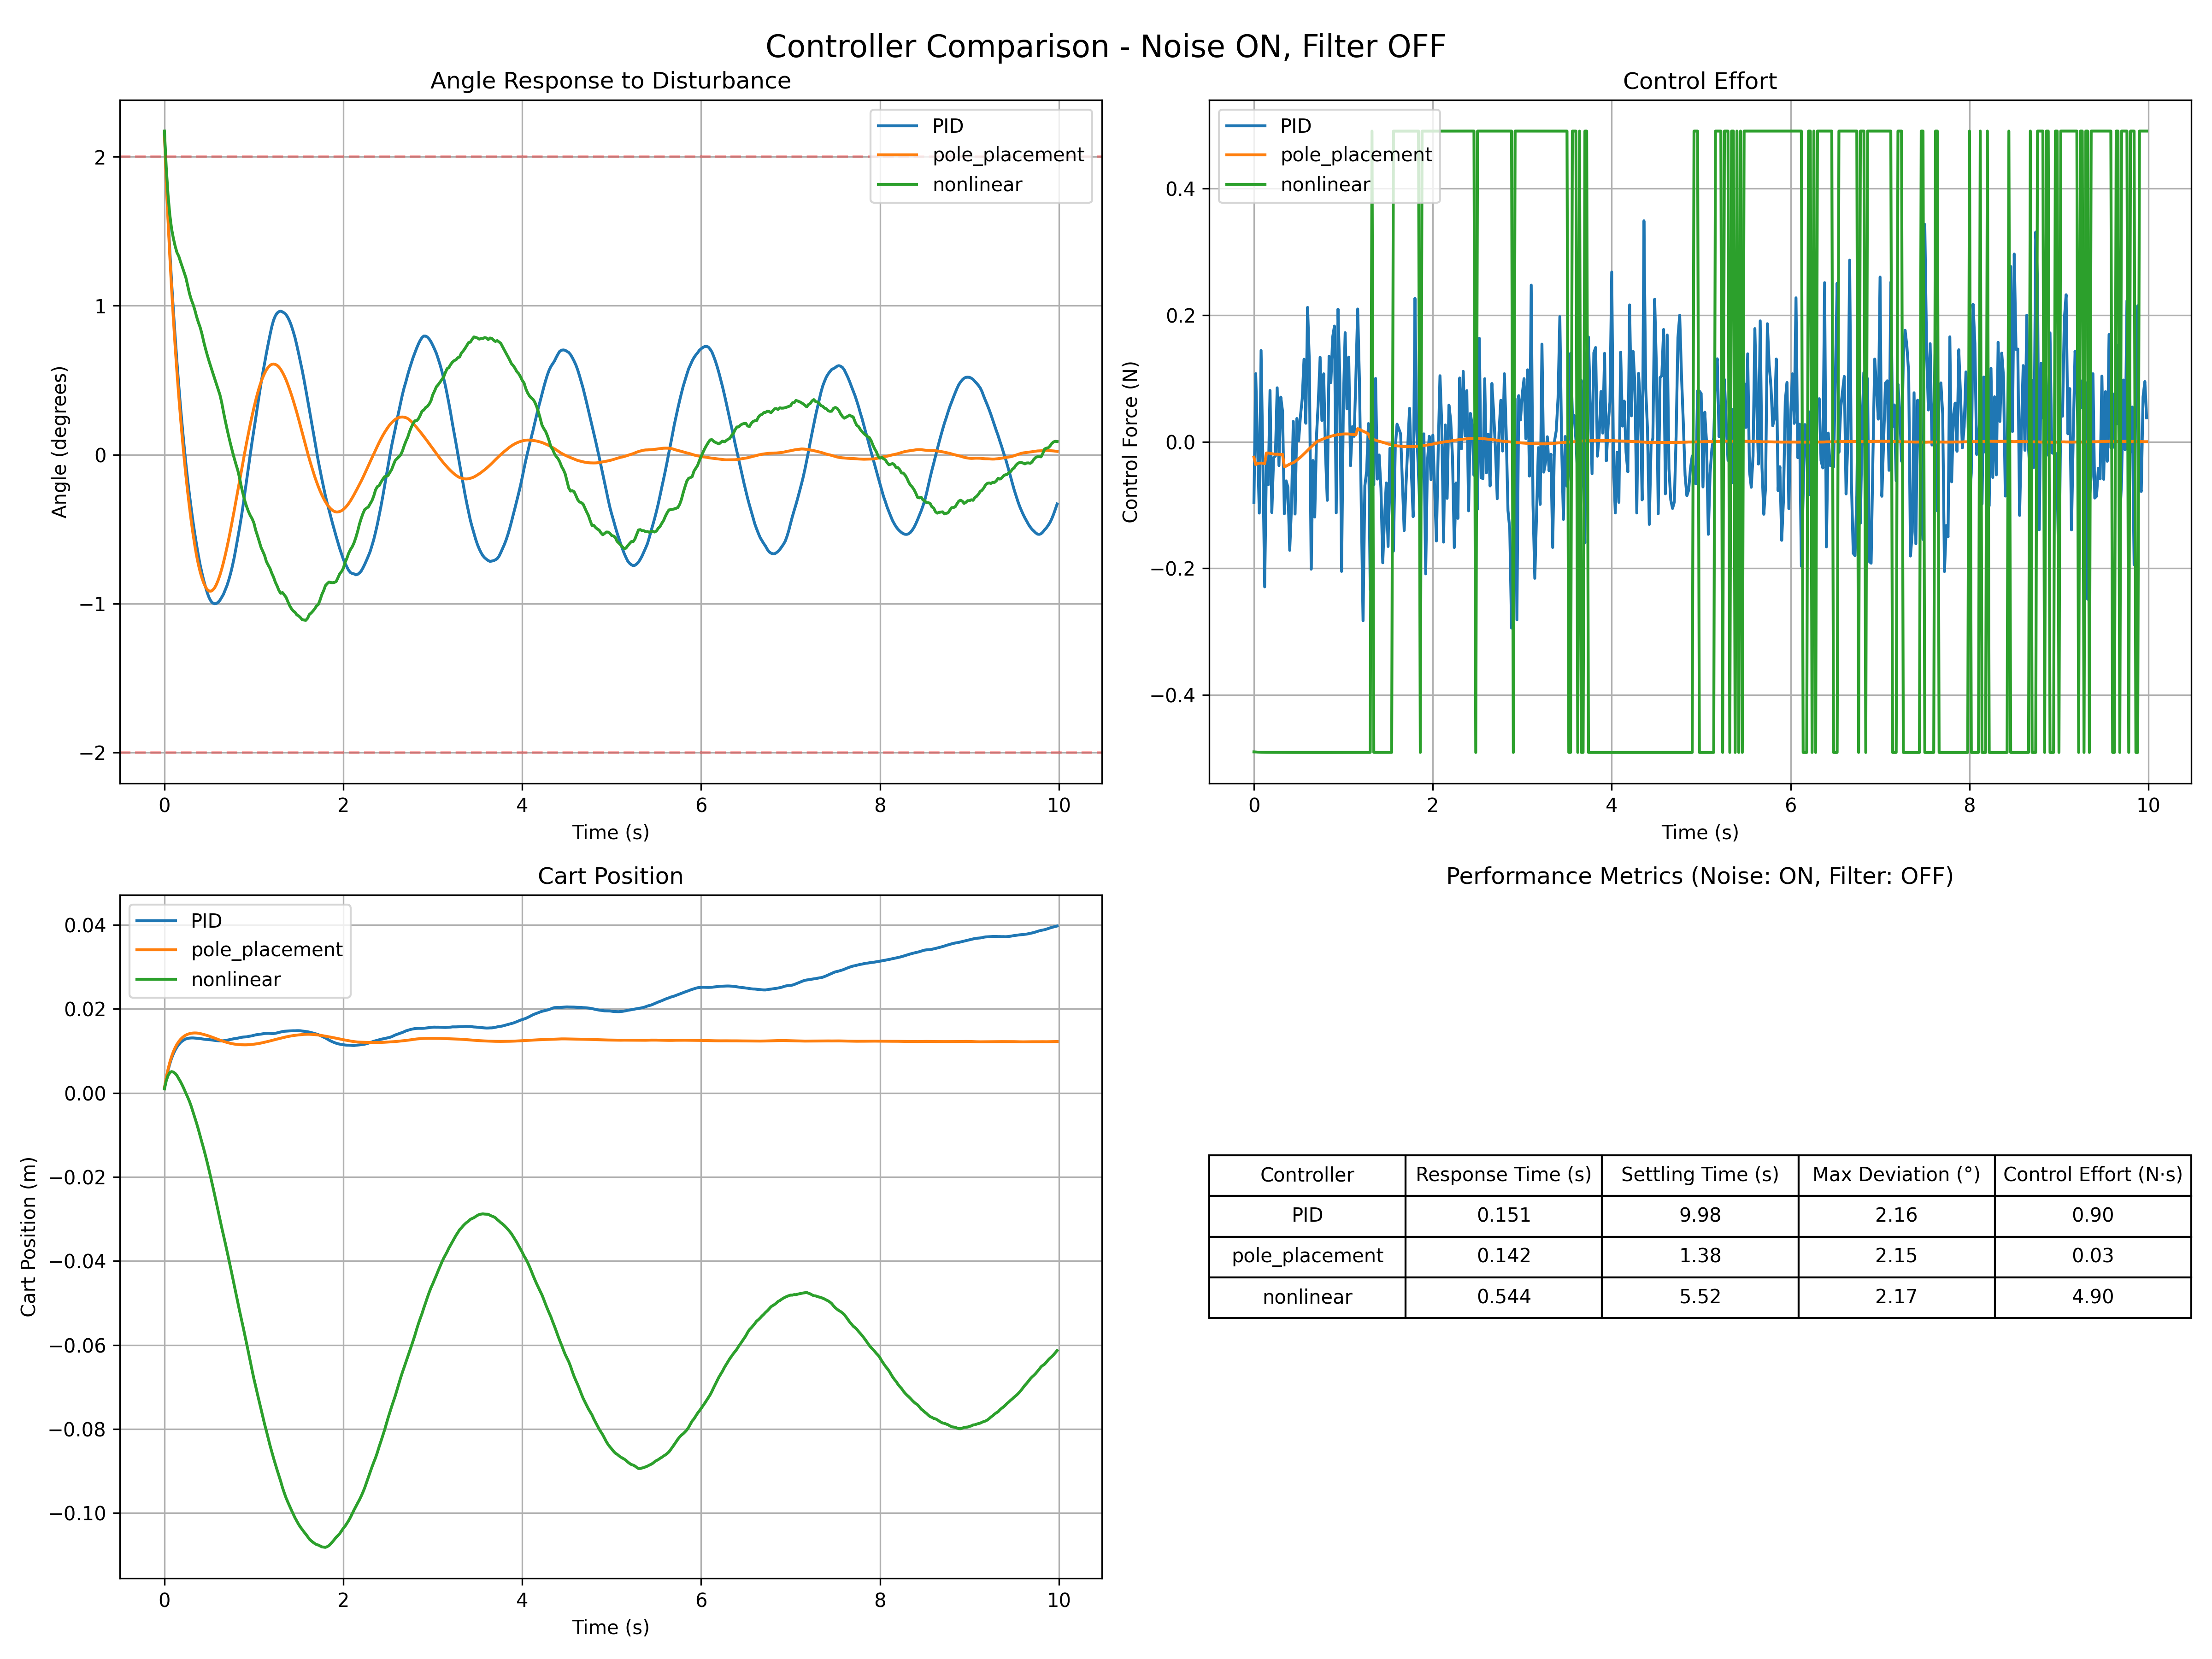 Controller Comparison - Noise ON, Filter OFF
Angle Response to Disturbance
PID
pole_placement
nonlinear
Angle (degrees)
2
1
0
−1
−2
0 2 4 6 8 10
Time (s)
Control Effort
PID
pole_placement
nonlinear
Control Force (N)
0.4
0.2
0.0
−0.2
−0.4
0 2 4 6 8 10
Time (s)
Cart Position
PID
pole_placement
nonlinear
Cart Position (m)
0.04
0.02
0.00
−0.02
−0.04
−0.06
−0.08
−0.10
0 2 4 6 8 10
Time (s)
Performance Metrics (Noise: ON, Filter: OFF)
Controller Response Time (s) Settling Time (s) Max Deviation (°) Control Effort (N·s)
PID 0.151 9.98 2.16 0.90
pole_placement 0.142 1.38 2.15 0.03
nonlinear 0.544 5.52 2.17 4.90